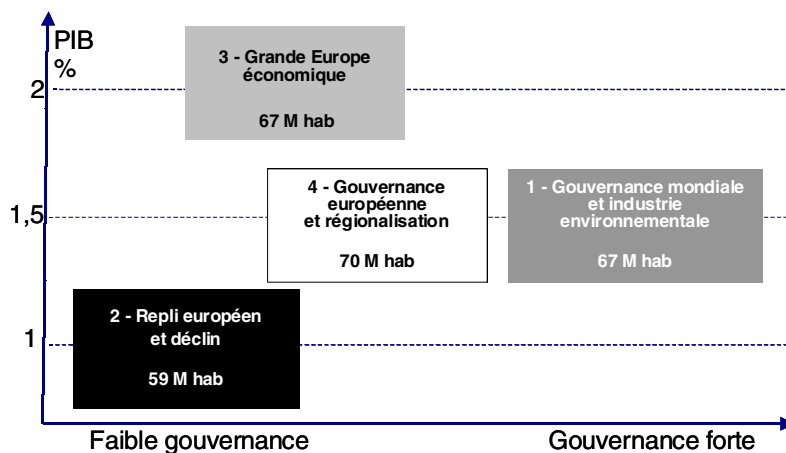 PIB
%
3 - Grande Europe
économique
67 M hab
2
4 - Gouvernance
européenne
et régionalisation
70 M hab
1 - Gouvernance mondiale
et industrie
environnementale
67 M hab
1,5
2 - Repli européen
et déclin
59 M hab
1
Faible gouvernance
Gouvernance forte